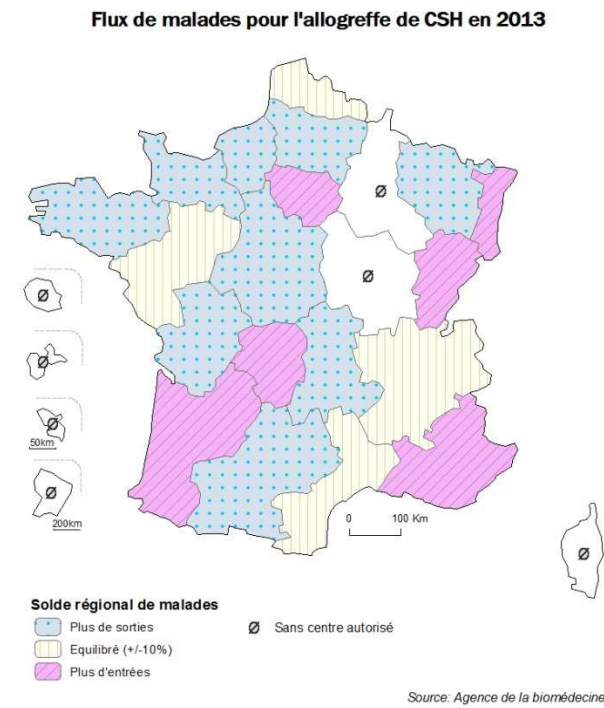 Flux de malades pour l'allogreffe de CSH en 2013
50km
200km
0 100 Km
Solde régional de malades
Plus de sorties
Ø Sans centre autorisé
Equilibré (+/-10%)
Plus d'entrées
Source: Agence de la biomédecine